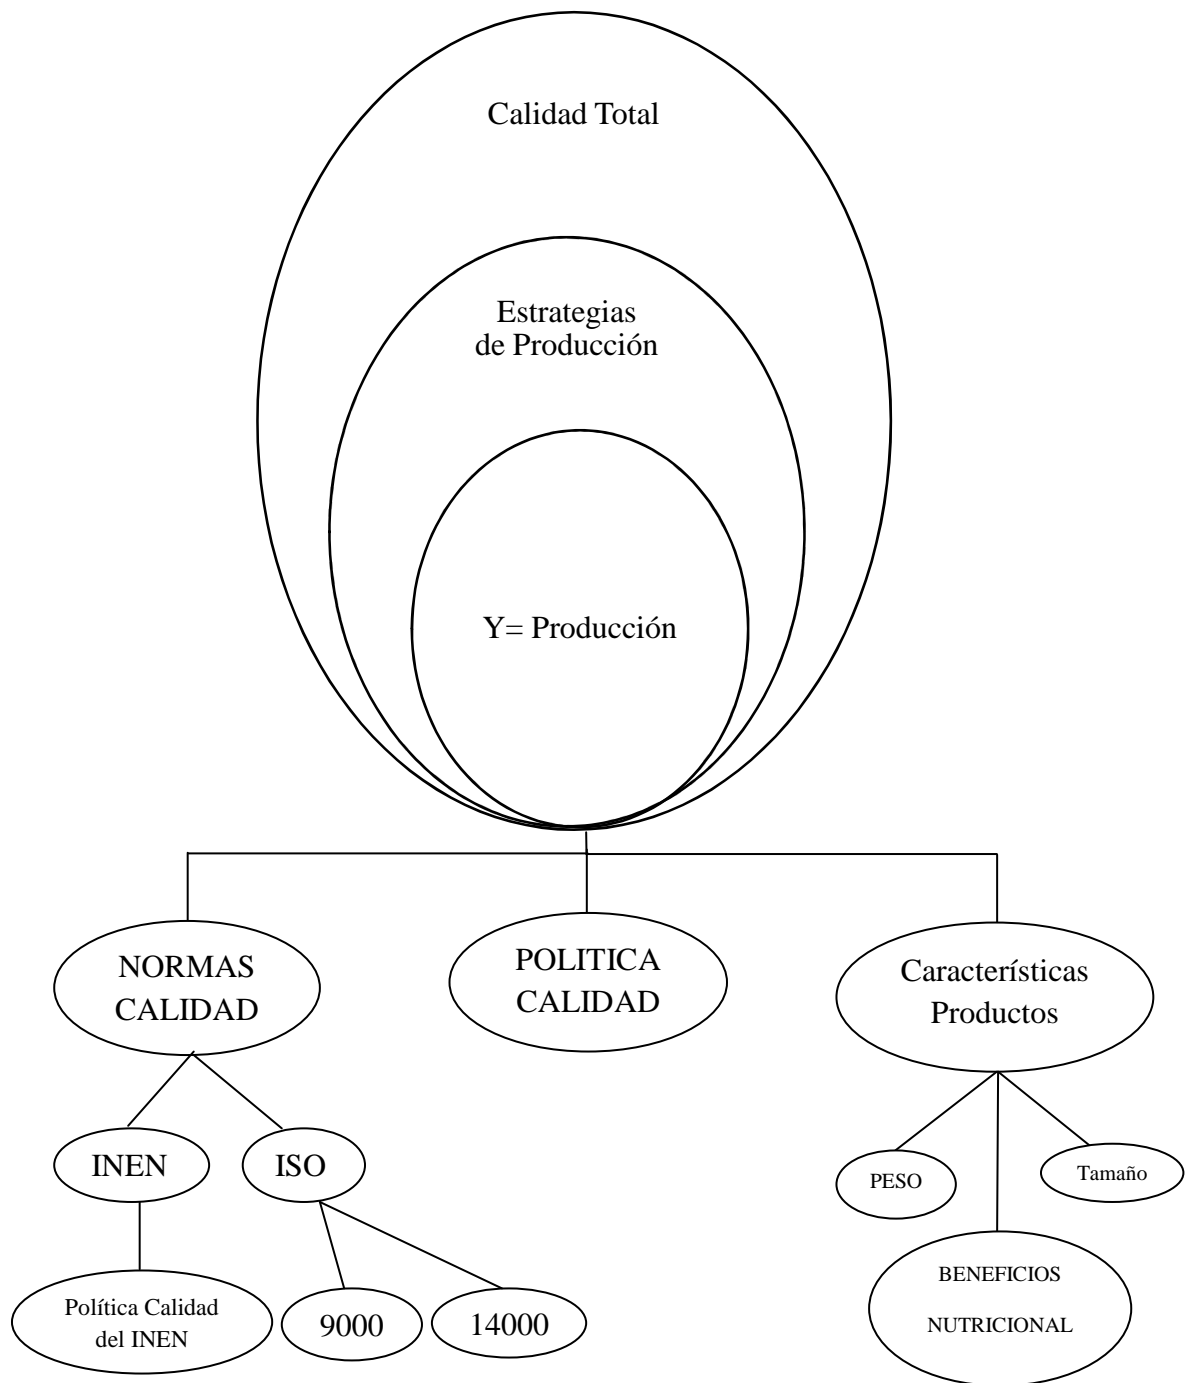 Calidad Total
Estrategias
de Producción
Y= Producción
NORMAS
CALIDAD
POLITICA
CALIDAD
Características
Productos
INEN
ISO
PESO
Tamaño
Política Calidad
del INEN
9000
14000
BENEFICIOS
NUTRICIONAL